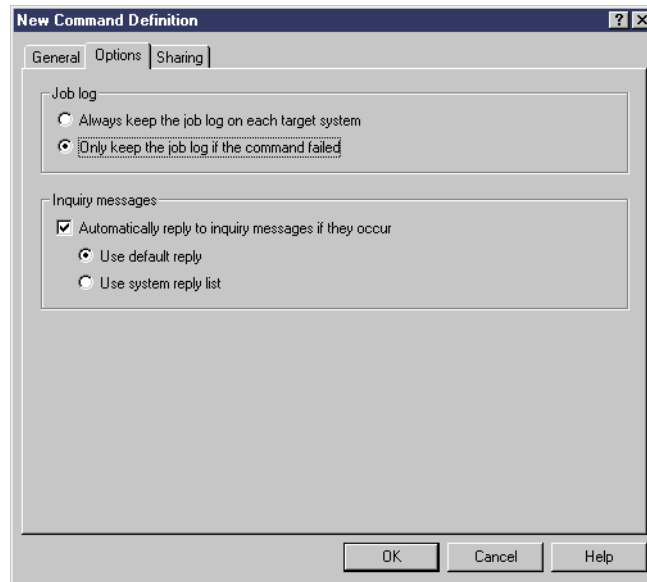 New Command Definition
General Options Sharing
Job log
Always keep the job log on each target system
Only keep the job log if the command failed
Inquiry messages
Automatically reply to inquiry messages if they occur
Use default reply
Use system reply list
OK Cancel Help